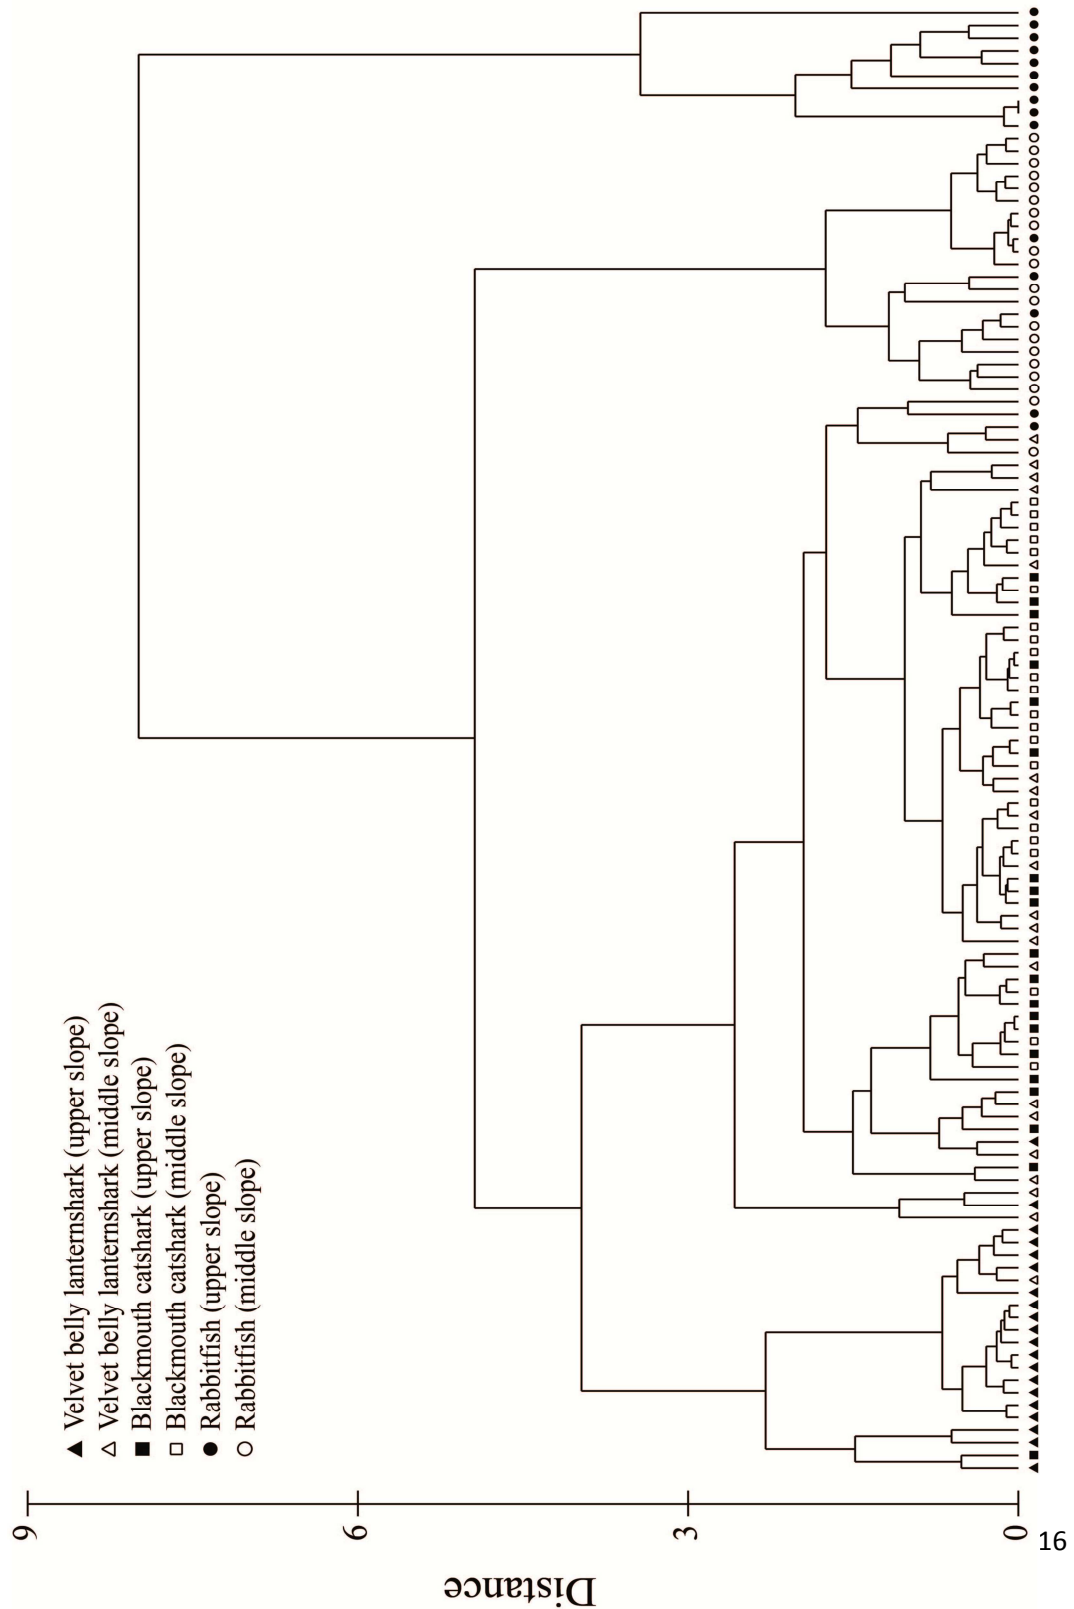 ▲ Velvet belly lanternshark (upper slope)
△ Velvet belly lanternshark (middle slope)
■ Blackmouth catshark (upper slope)
□ Blackmouth catshark (middle slope)
● Rabbitfish (upper slope)
○ Rabbitfish (middle slope)
9
6
3
0
Distance
16